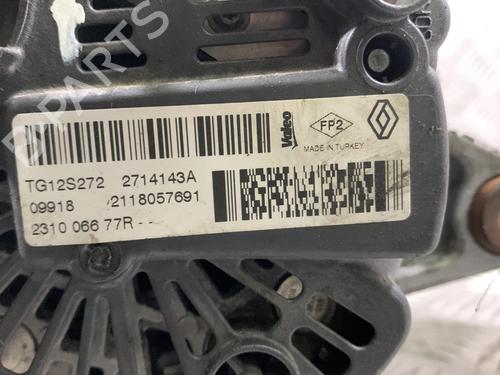 B-PARTS
Valeo
FP2
MADE IN TURKEY
TG12S272 2714143A
09918 2118057691
2310 066 77R - -